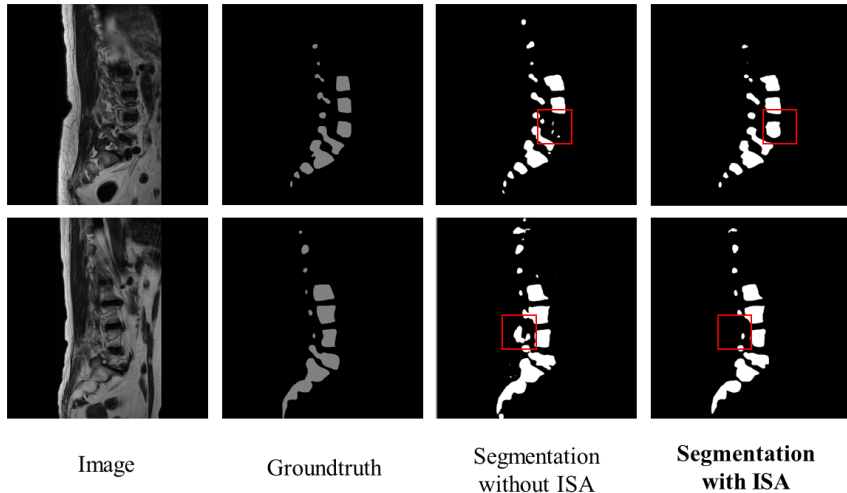 Image
Groundtruth
Segmentation
without ISA
Segmentation
with ISA